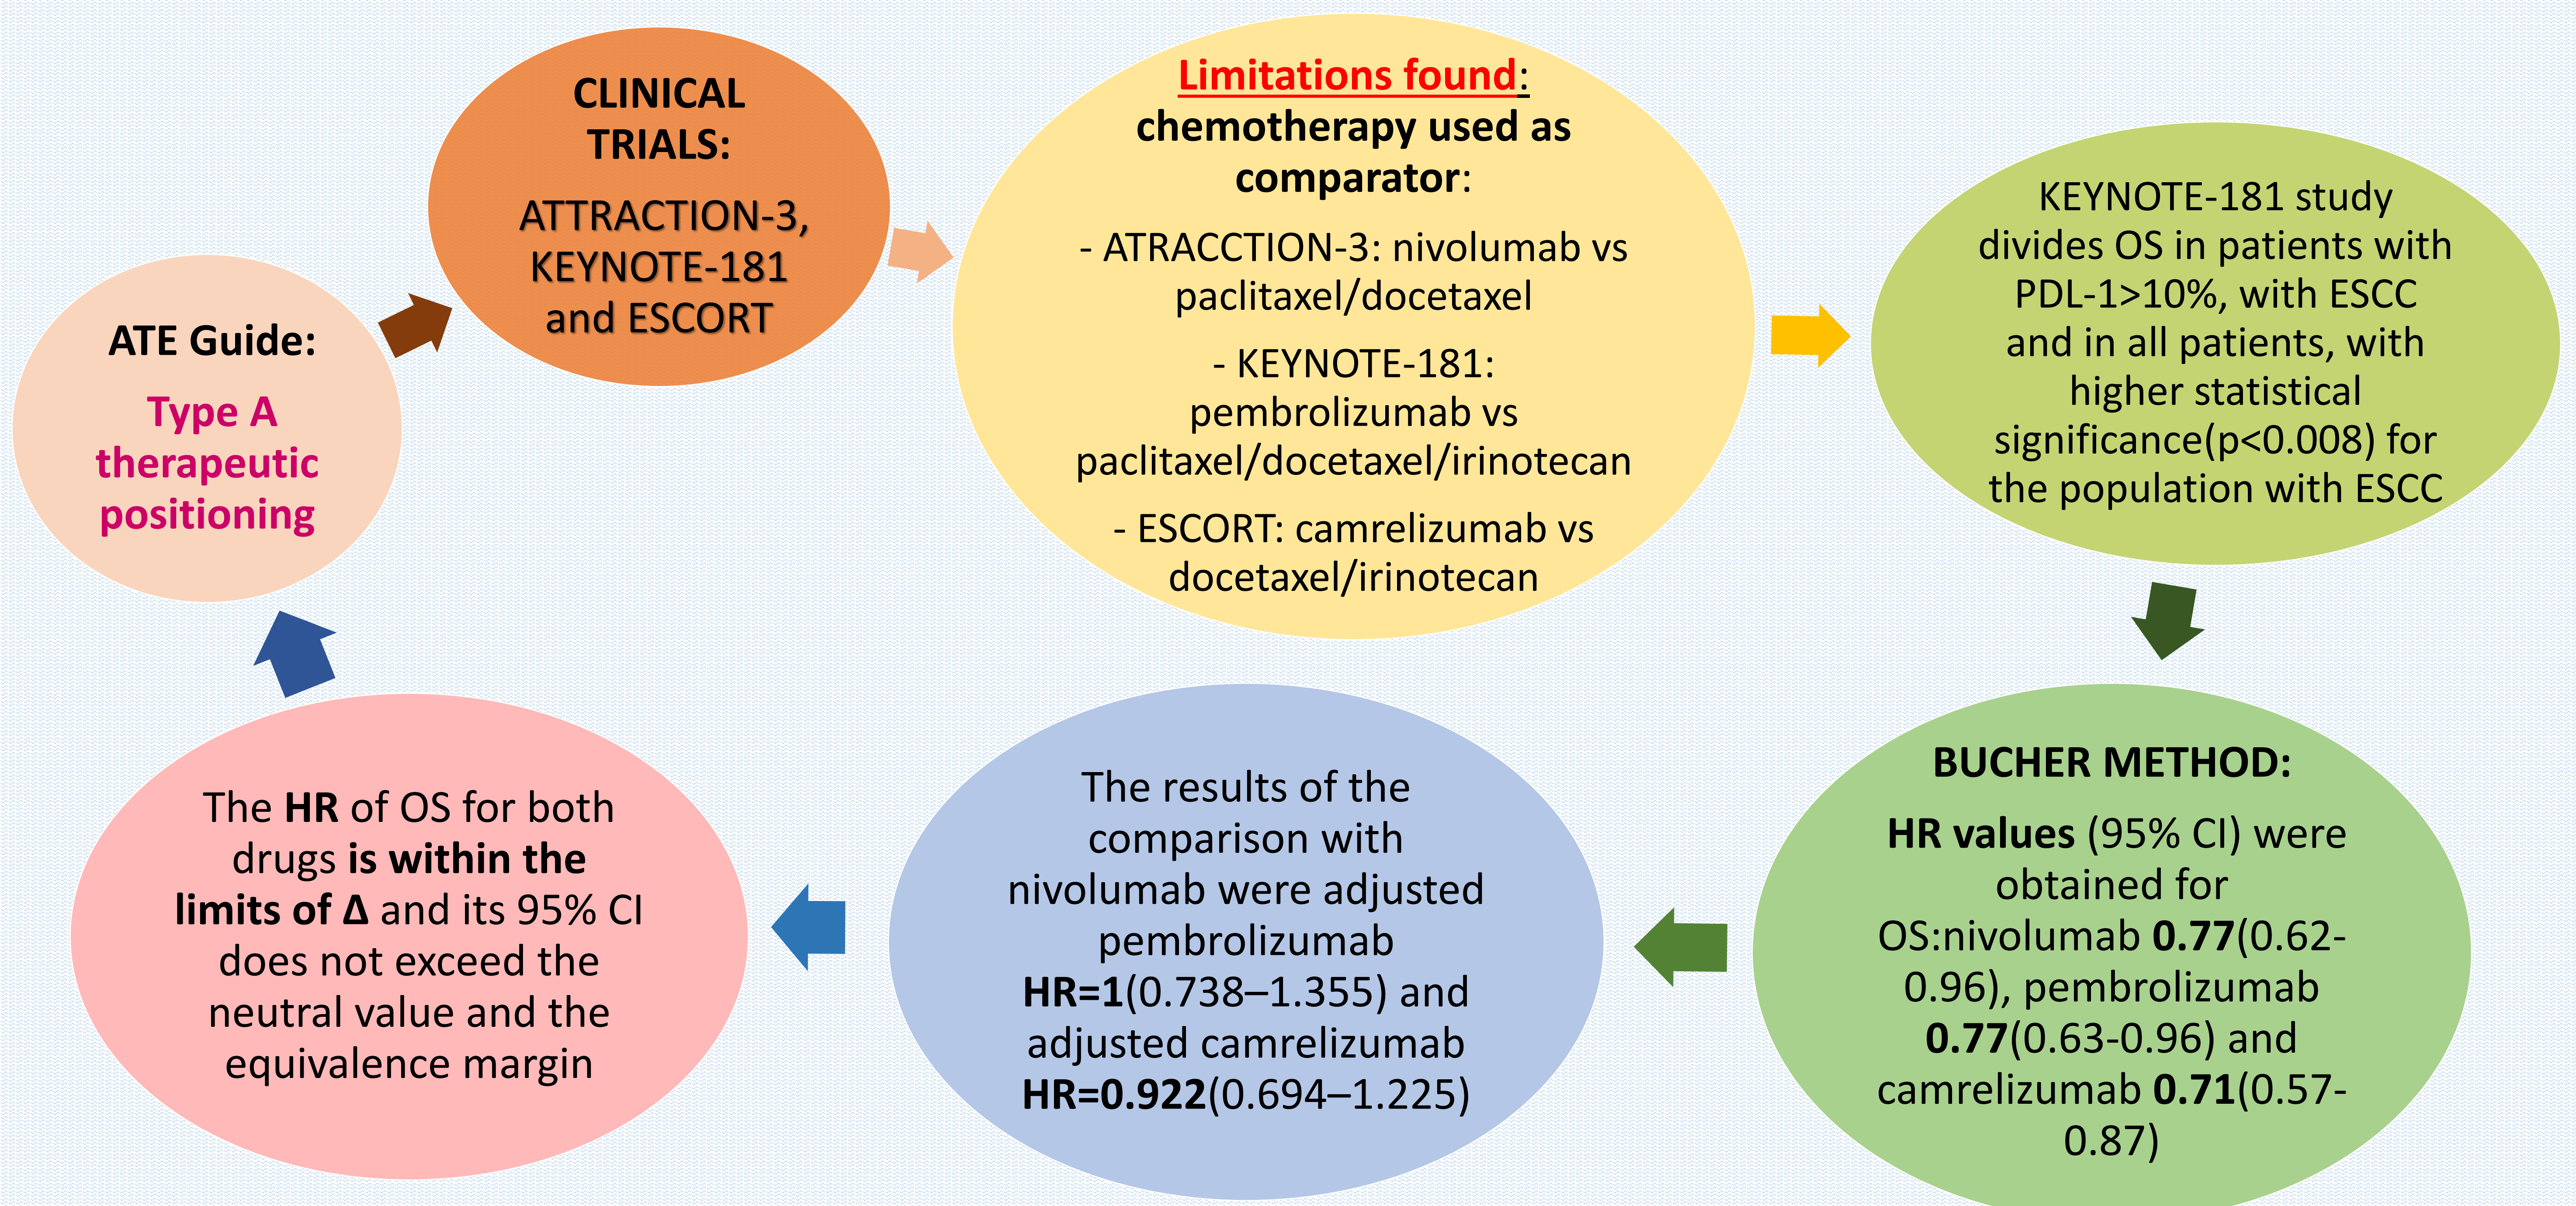 ATE Guide:
Type A
therapeutic
positioning
CLINICAL
TRIALS:
ATTRACTION-3,
KEYNOTE-181
and ESCORT
Limitations found:
chemotherapy used as
comparator:
- ATRACCTION-3: nivolumab vs
paclitaxel/docetaxel
- KEYNOTE-181:
pembrolizumab vs
paclitaxel/docetaxel/irinotecan
- ESCORT: camrelizumab vs
docetaxel/irinotecan
KEYNOTE-181 study
divides OS in patients with
PDL-1>10%, with ESCC
and in all patients, with
higher statistical
significance(p<0.008) for
the population with ESCC
BUCHER METHOD:
HR values (95% CI) were
obtained for
OS:nivolumab 0.77(0.62-
0.96), pembrolizumab
0.77(0.63-0.96) and
camrelizumab 0.71(0.57-
0.87)
The results of the
comparison with
nivolumab were adjusted
pembrolizumab
HR=1(0.738–1.355) and
adjusted camrelizumab
HR=0.922(0.694–1.225)
The HR of OS for both
drugs is within the
limits of Δ and its 95% CI
does not exceed the
neutral value and the
equivalence margin